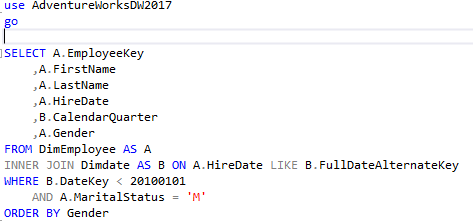 use AdventureWorksDW2017
go
SELECT A.EmployeeKey
,A.FirstName
,A.LastName
,A.HireDate
,B.CalendarQuarter
,A.Gender
FROM DimEmployee AS A
INNER JOIN Dimdate AS B ON A.HireDate LIKE B.FullDateAlternateKey
WHERE B.DateKey < 20100101
AND A.MaritalStatus = 'M'
ORDER BY Gender